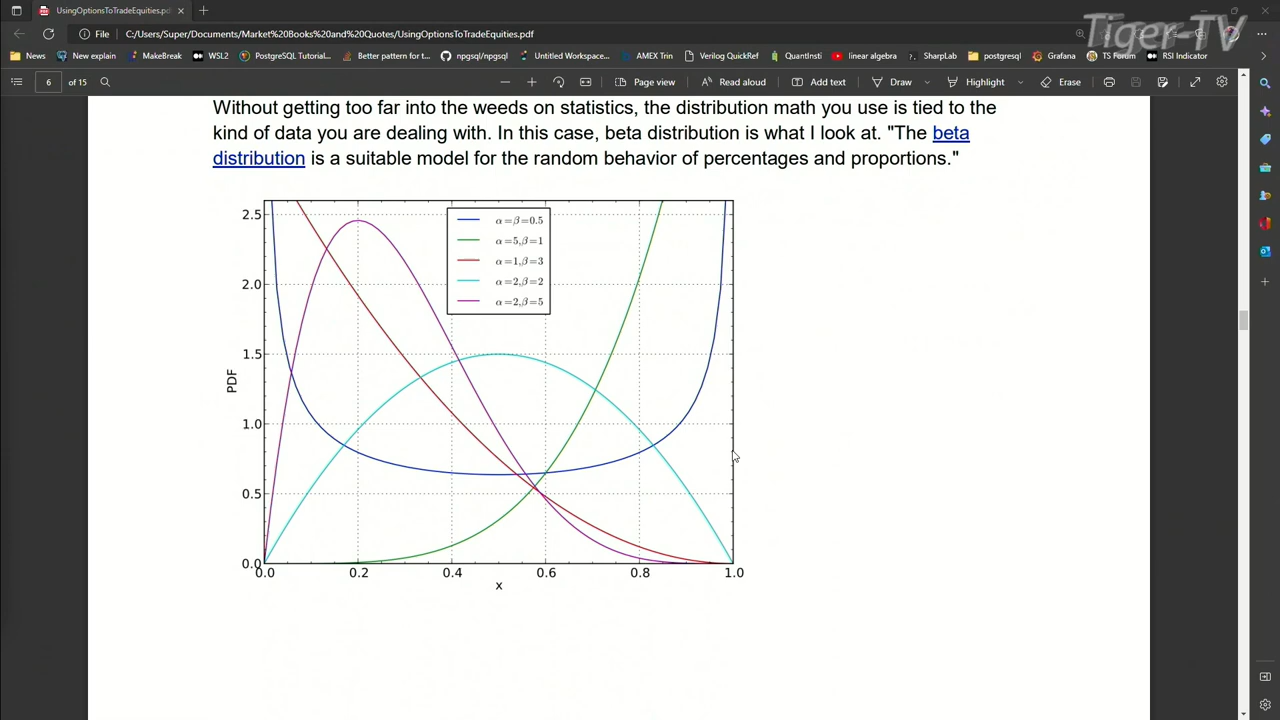 UsingOptionsToTradeEquities.pdf
Tiger-TV
File C:/Users/Super/Documents/Market%20Books%20and%20Quotes/UsingOptionsToTradeEquities.pdf
News New explain MakeBreak WSL2 PostgreSQL Tutorial... Better pattern for t... npgsql/npgsql Untitled Workspace... AMEX Trin Verilog QuickRef QuantInsti linear algebra SharpLab postgresql Grafana TS Forum RSI Indicator
6 of 15 Page view Read aloud Add text Draw Highlight Erase
Without getting too far into the weeds on statistics, the distribution math you use is tied to the
kind of data you are dealing with. In this case, beta distribution is what I look at. "The beta
distribution is a suitable model for the random behavior of percentages and proportions."
2.5
2.0
1.5
1.0
0.5
0.0
PDF
α=β=0.5
α=5,β=1
α=1,β=3
α=2,β=2
α=2,β=5
0.0 0.2 0.4 0.6 0.8 1.0
x